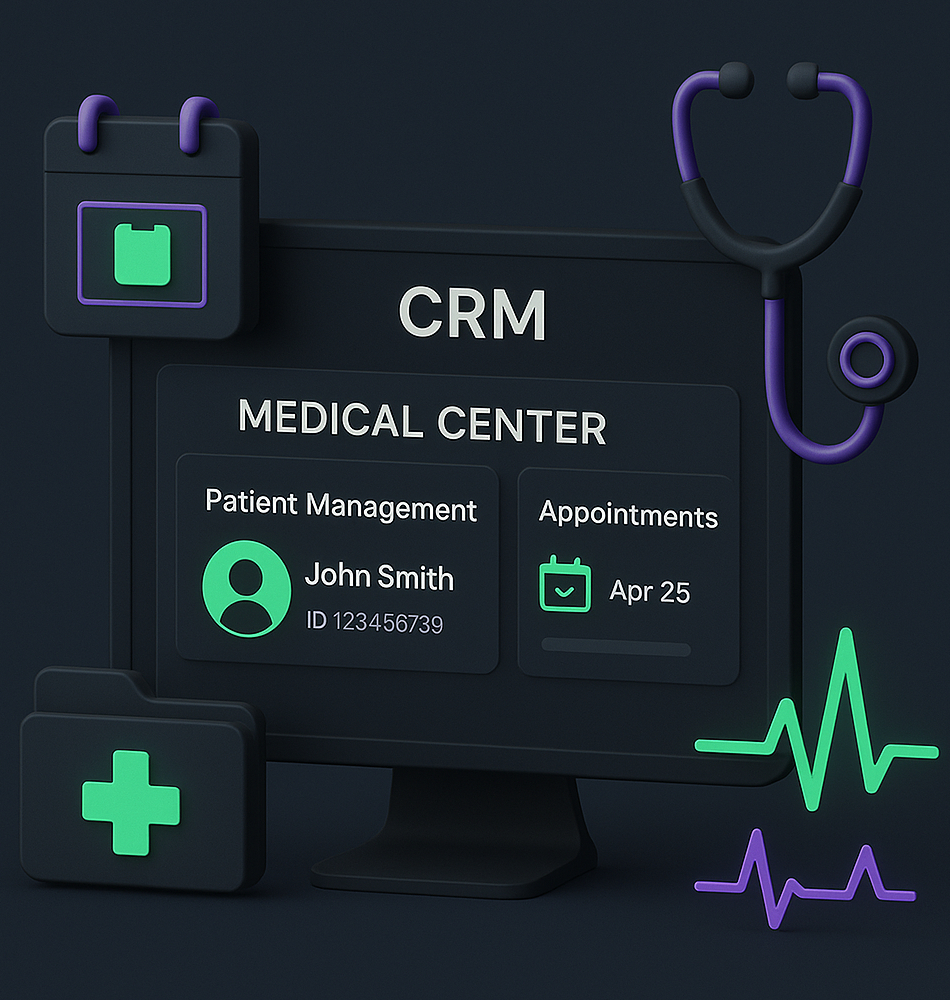 CRM
MEDICAL CENTER
Patient Management
John Smith
ID 123456739
Appointments
Apr 25